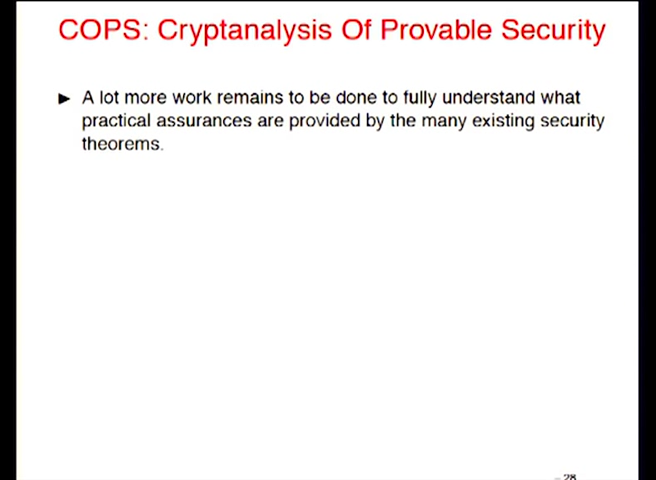 COPS: Cryptanalysis Of Provable Security
► A lot more work remains to be done to fully understand what
practical assurances are provided by the many existing security
theorems.
– 28